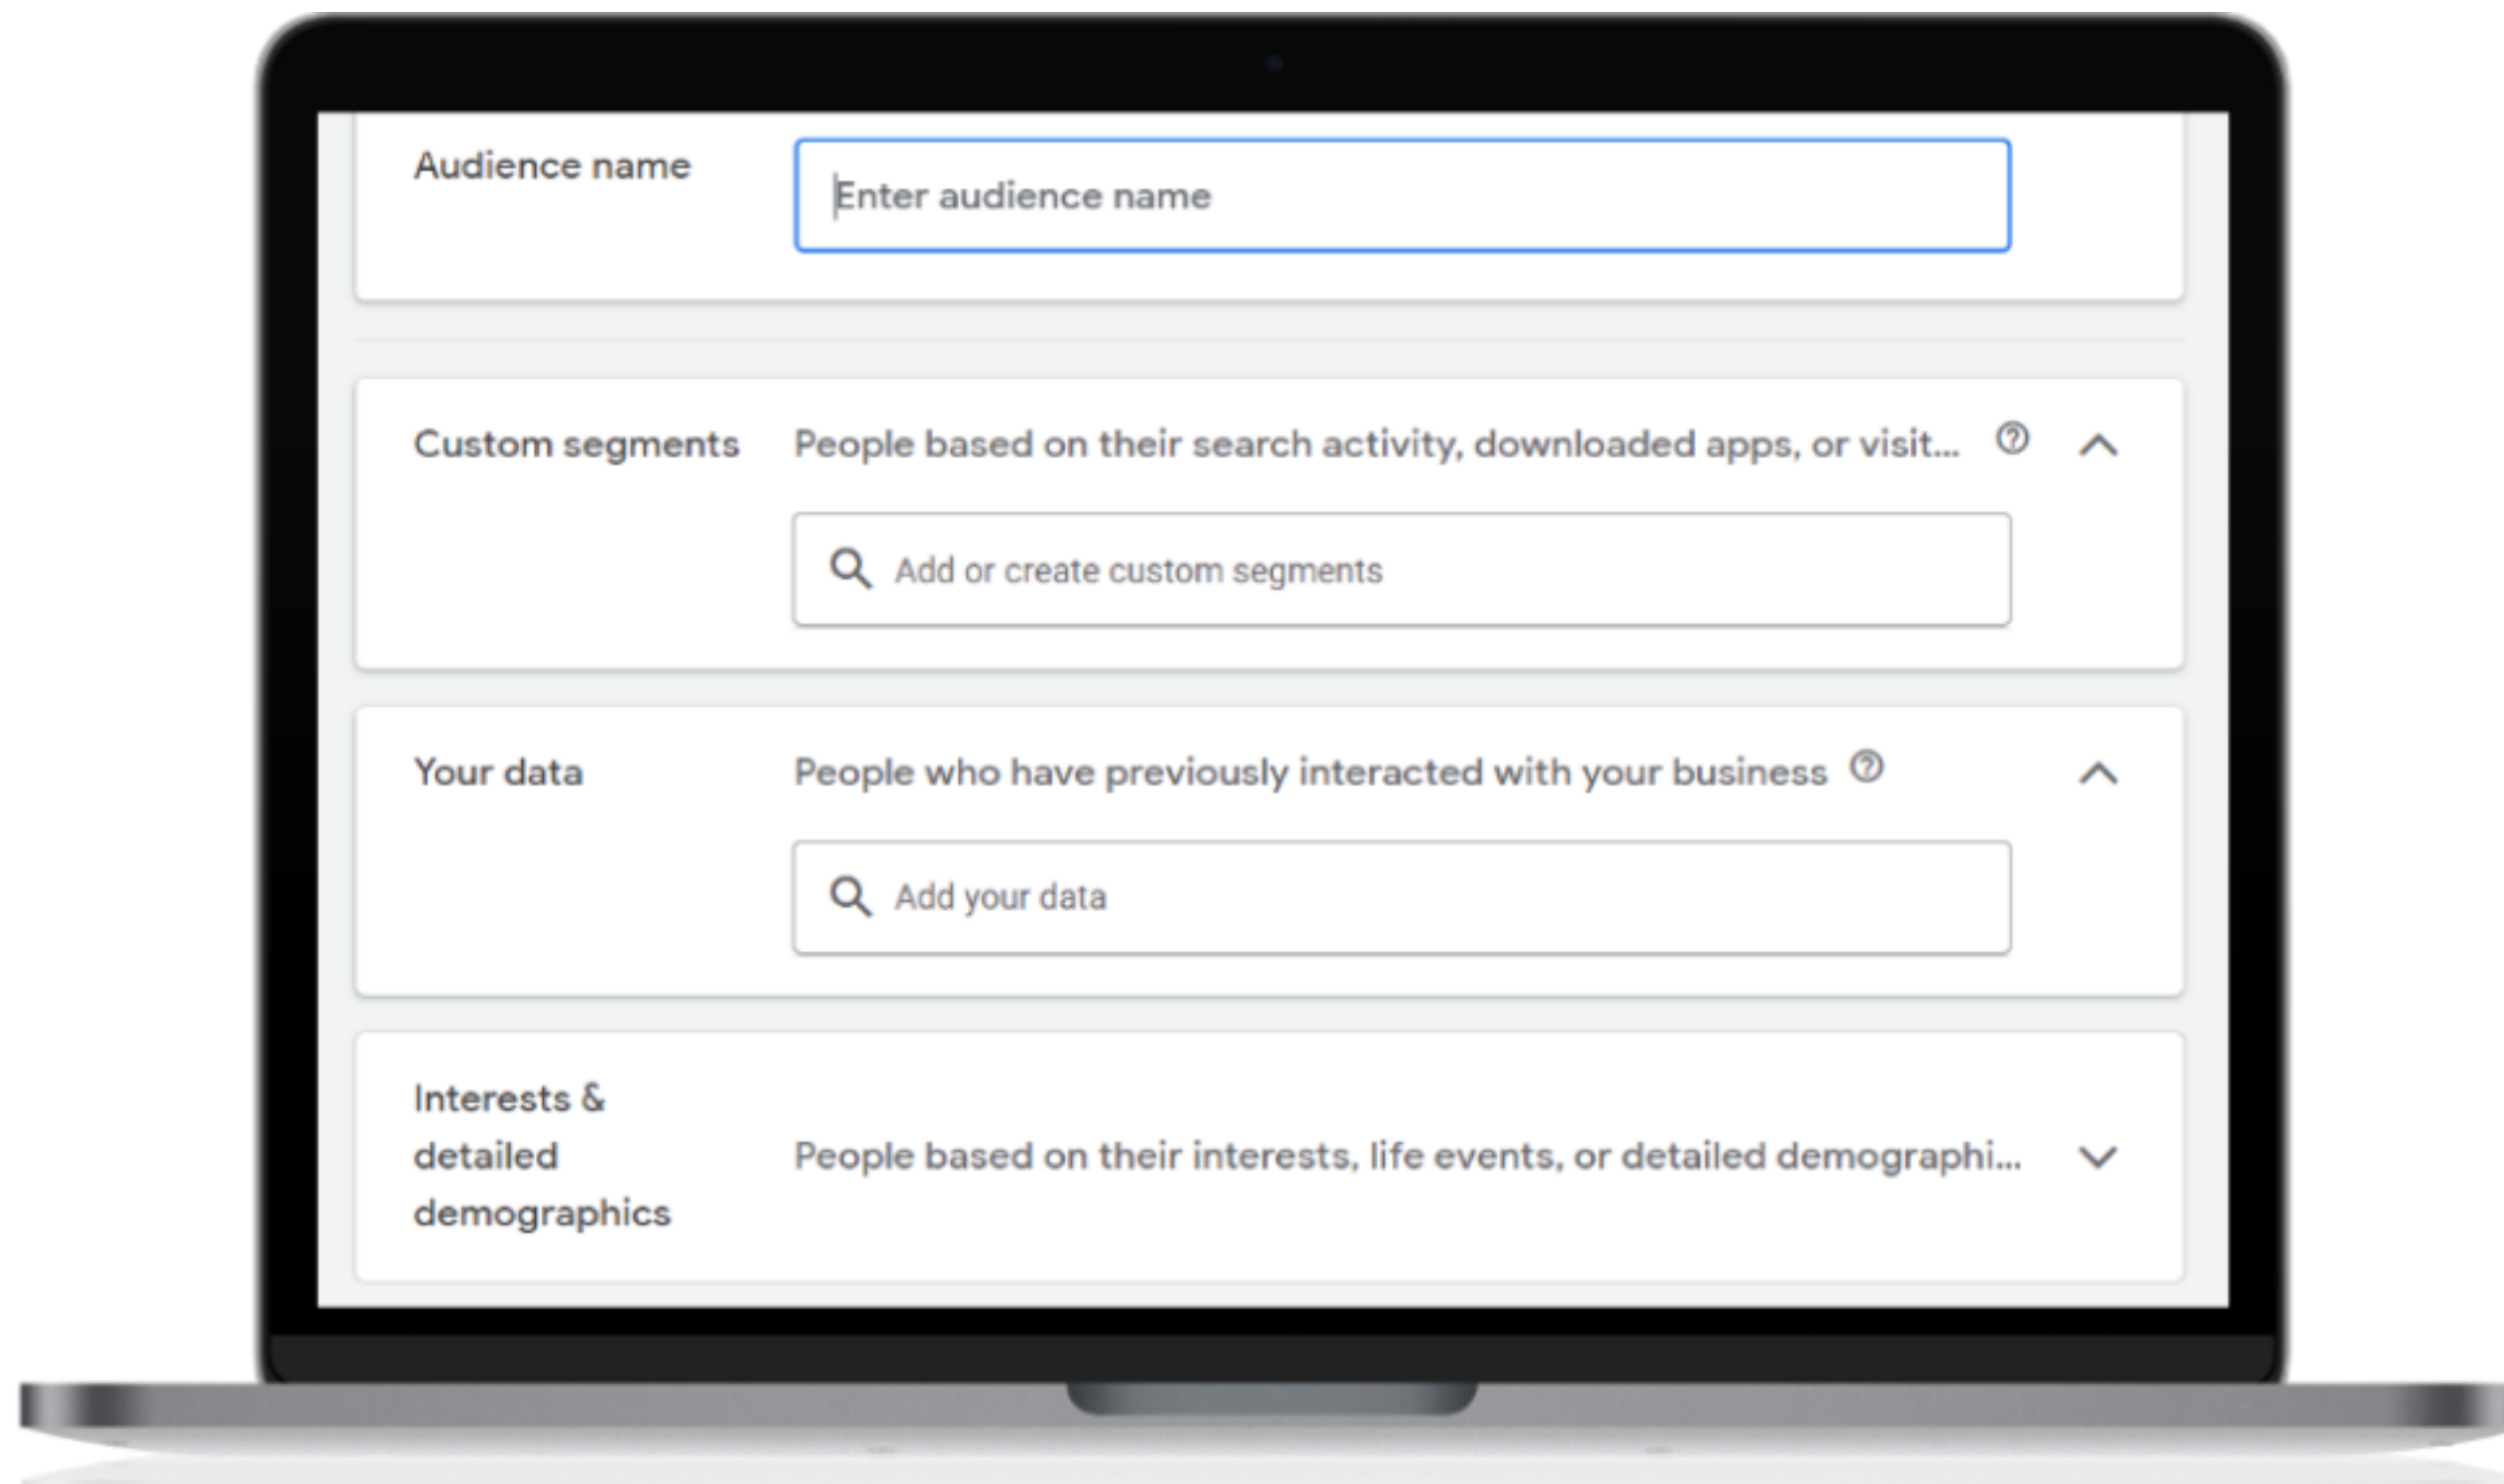 Audience name
Enter audience name
Custom segments
People based on their search activity, downloaded apps, or visit...
Add or create custom segments
Your data
People who have previously interacted with your business
Add your data
Interests &
detailed
demographics
People based on their interests, life events, or detailed demographi...